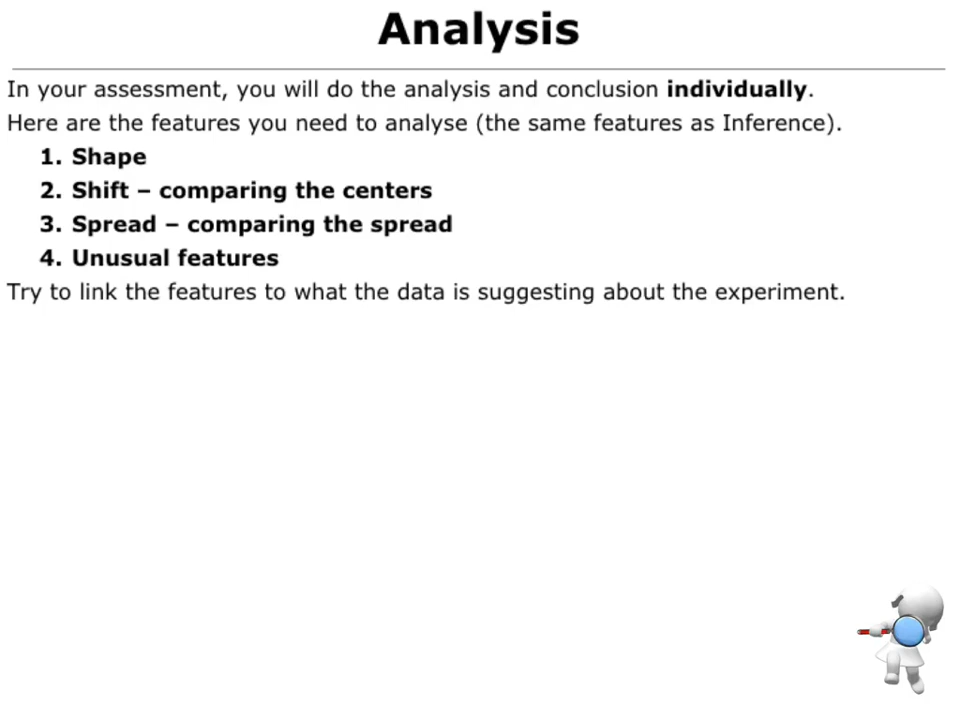 Analysis
In your assessment, you will do the analysis and conclusion individually.
Here are the features you need to analyse (the same features as Inference).
1. Shape
2. Shift – comparing the centers
3. Spread – comparing the spread
4. Unusual features
Try to link the features to what the data is suggesting about the experiment.